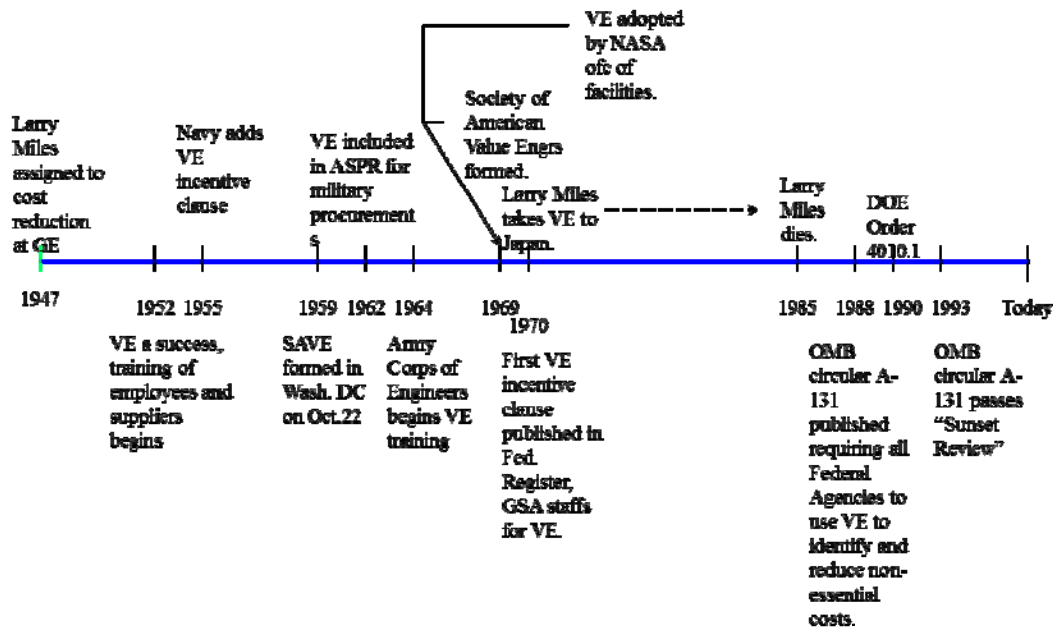 VE adopted
by NASA
ofc of
facilities.
Larry
Miles
assigned to
cost
reduction
at GE
Navy adds
VE
incentive
clause
VE included
in ASPR for
military
procurement
s
Society of
American
Value Engrs
formed.
Larry Miles
takes VE to
Japan.
Larry
Miles
dies.
DOE
Order
4010.1
1947
1952
1955
1959
1962
1964
1969
1970
1985
1988
1990
1993
Today
VE a success,
training of
employees and
suppliers
begins
SAVE
formed in
Wash. DC
on Oct.22
Army
Corps of
Engineers
begins VE
training
First VE
incentive
clause
published in
Fed.
Register,
GSA staffs
for VE.
OMB
circular A-
131
published
requiring all
Federal
Agencies to
use VE to
identify and
reduce non-
essential
costs.
OMB
circular A-
131 passes
“Sunset
Review”